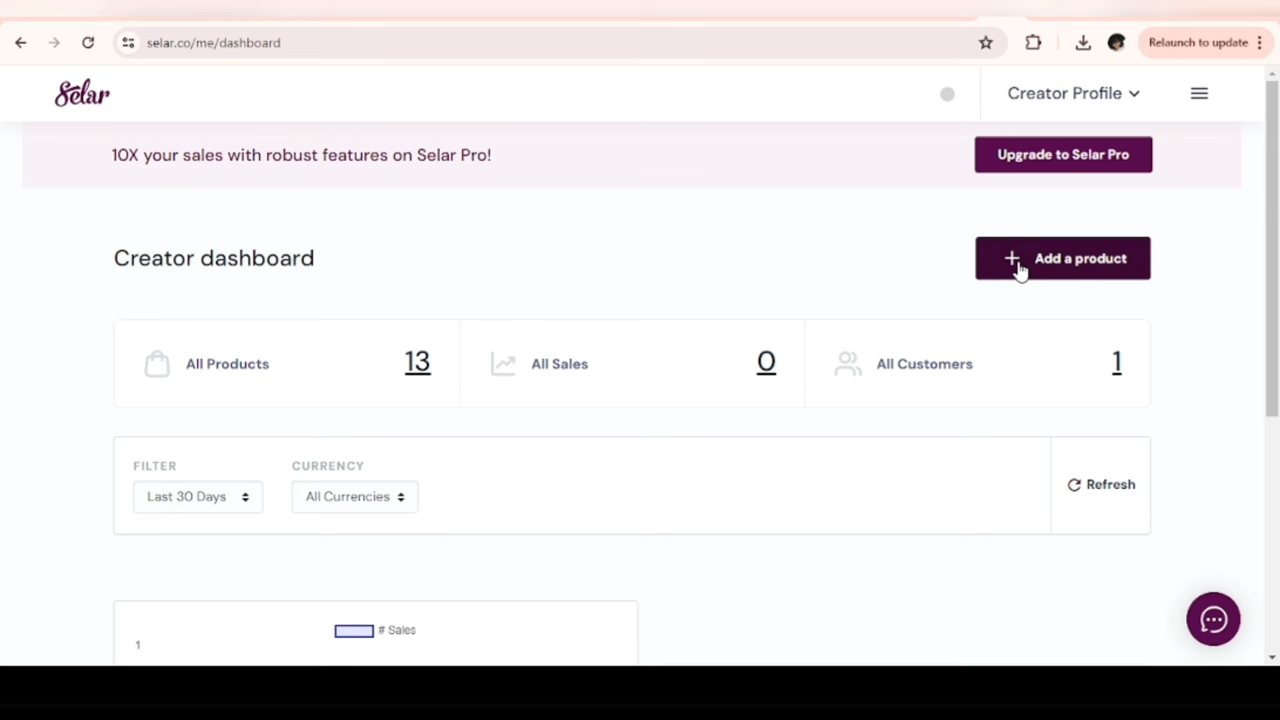 selar.co/me/dashboard
Relaunch to update
Selar
Creator Profile
10X your sales with robust features on Selar Pro!
Upgrade to Selar Pro
Creator dashboard
Add a product
All Products 13
All Sales 0
All Customers 1
FILTER
CURRENCY
Last 30 Days
All Currencies
Refresh
# Sales
1